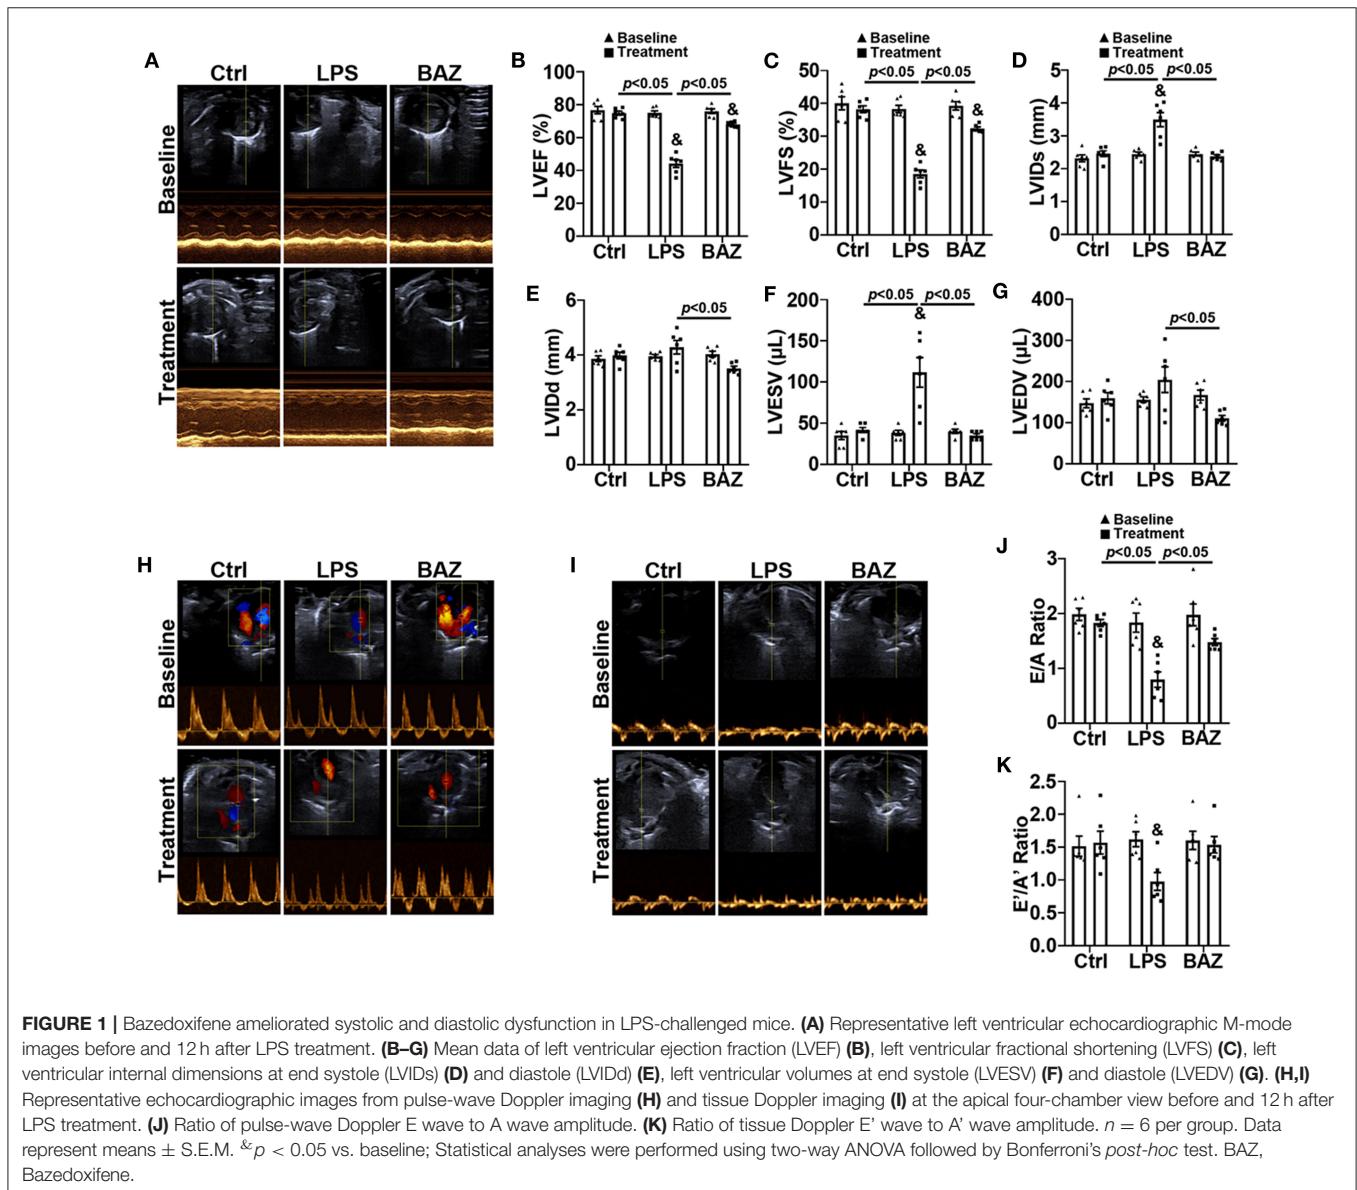 A
Ctrl LPS BAZ
Baseline
Treatment
B
▲ Baseline
■ Treatment
p<0.05 p<0.05
LVEF (%)
100
80
60
40
20
0
&
&
Ctrl LPS BAZ
C
▲ Baseline
■ Treatment
p<0.05 p<0.05
LVFS (%)
50
40
30
20
10
0
&
&
Ctrl LPS BAZ
D
▲ Baseline
■ Treatment
p<0.05 p<0.05
LVIDs (mm)
5
4
3
2
1
0
&
Ctrl LPS BAZ
E
p<0.05
LVIDd (mm)
6
4
2
0
Ctrl LPS BAZ
F
p<0.05 p<0.05
LVESV (μL)
200
150
100
50
0
&
Ctrl LPS BAZ
G
p<0.05
LVEDV (μL)
400
300
200
100
0
Ctrl LPS BAZ
H
Ctrl LPS BAZ
Baseline
Treatment
I
Ctrl LPS BAZ
Baseline
Treatment
J
▲ Baseline
■ Treatment
p<0.05 p<0.05
E/A Ratio
3
2
1
0
&
Ctrl LPS BAZ
K
E’/A’ Ratio
2.5
2.0
1.5
1.0
0.5
0.0
&
Ctrl LPS BAZ
FIGURE 1 | Bazedoxifene ameliorated systolic and diastolic dysfunction in LPS-challenged mice. (A) Representative left ventricular echocardiographic M-mode
images before and 12 h after LPS treatment. (B–G) Mean data of left ventricular ejection fraction (LVEF) (B), left ventricular fractional shortening (LVFS) (C), left
ventricular internal dimensions at end systole (LVIDs) (D) and diastole (LVIDd) (E), left ventricular volumes at end systole (LVESV) (F) and diastole (LVEDV) (G). (H,I)
Representative echocardiographic images from pulse-wave Doppler imaging (H) and tissue Doppler imaging (I) at the apical four-chamber view before and 12 h after
LPS treatment. (J) Ratio of pulse-wave Doppler E wave to A wave amplitude. (K) Ratio of tissue Doppler E’ wave to A’ wave amplitude. n = 6 per group. Data
represent means ± S.E.M. &p < 0.05 vs. baseline; Statistical analyses were performed using two-way ANOVA followed by Bonferroni’s post-hoc test. BAZ,
Bazedoxifene.